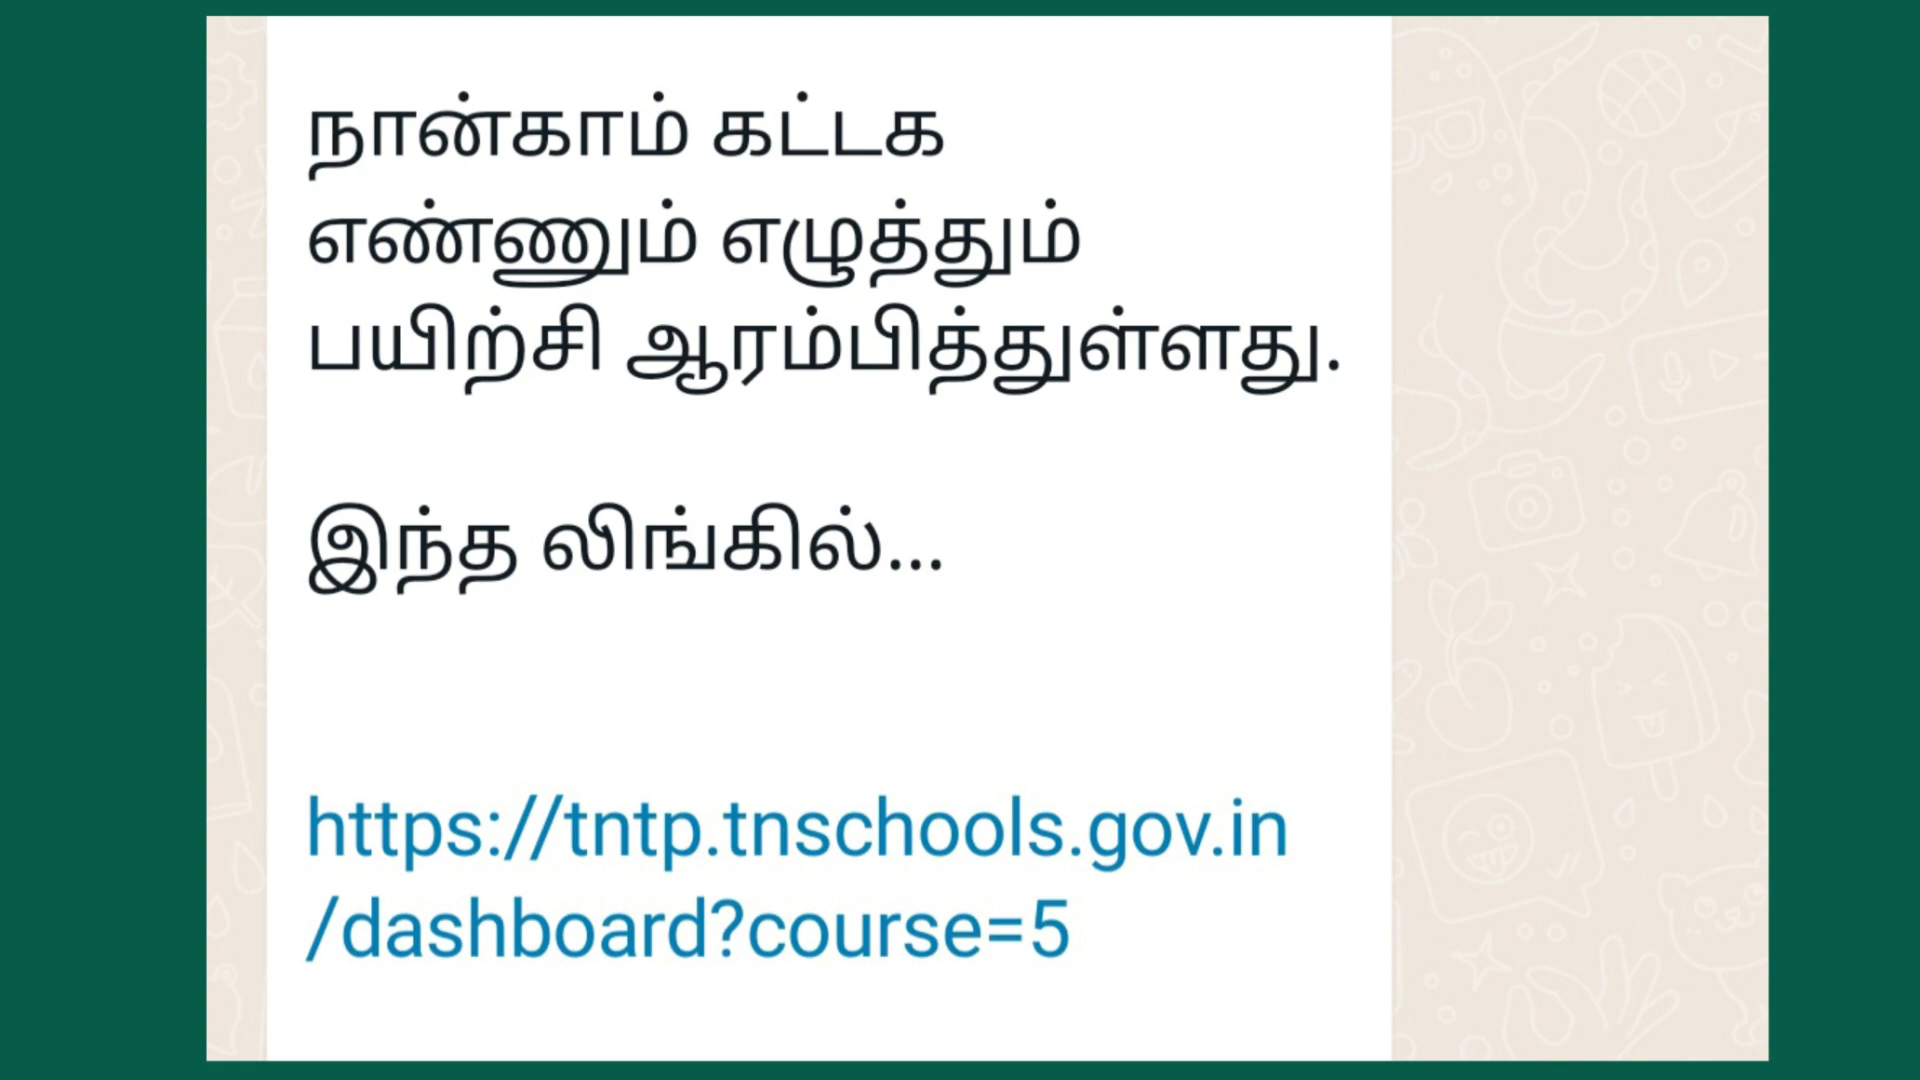 நான்காம் கட்டக
எண்ணும் எழுத்தும்
பயிற்சி ஆரம்பித்துள்ளது.
இந்த லிங்கில்...
https://tntp.tnschools.gov.in
/dashboard?course=5